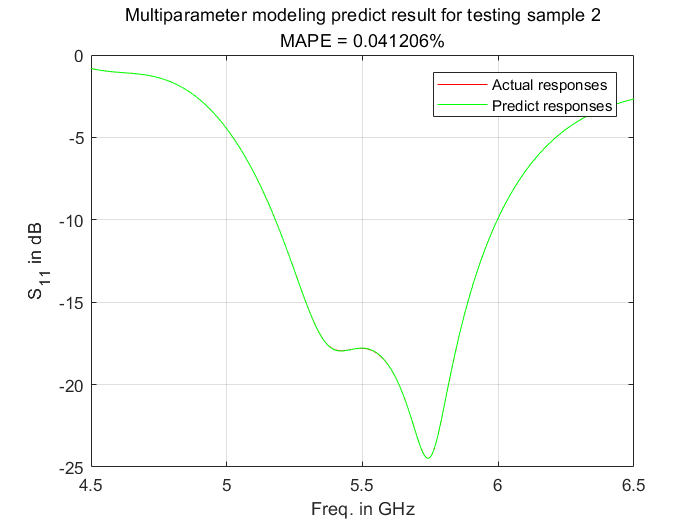 Multiparameter modeling predict result for testing sample 2
MAPE = 0.041206%
Actual responses
Predict responses
0
-5
-10
-15
-20
-25
S11 in dB
4.5 5 5.5 6 6.5
Freq. in GHz